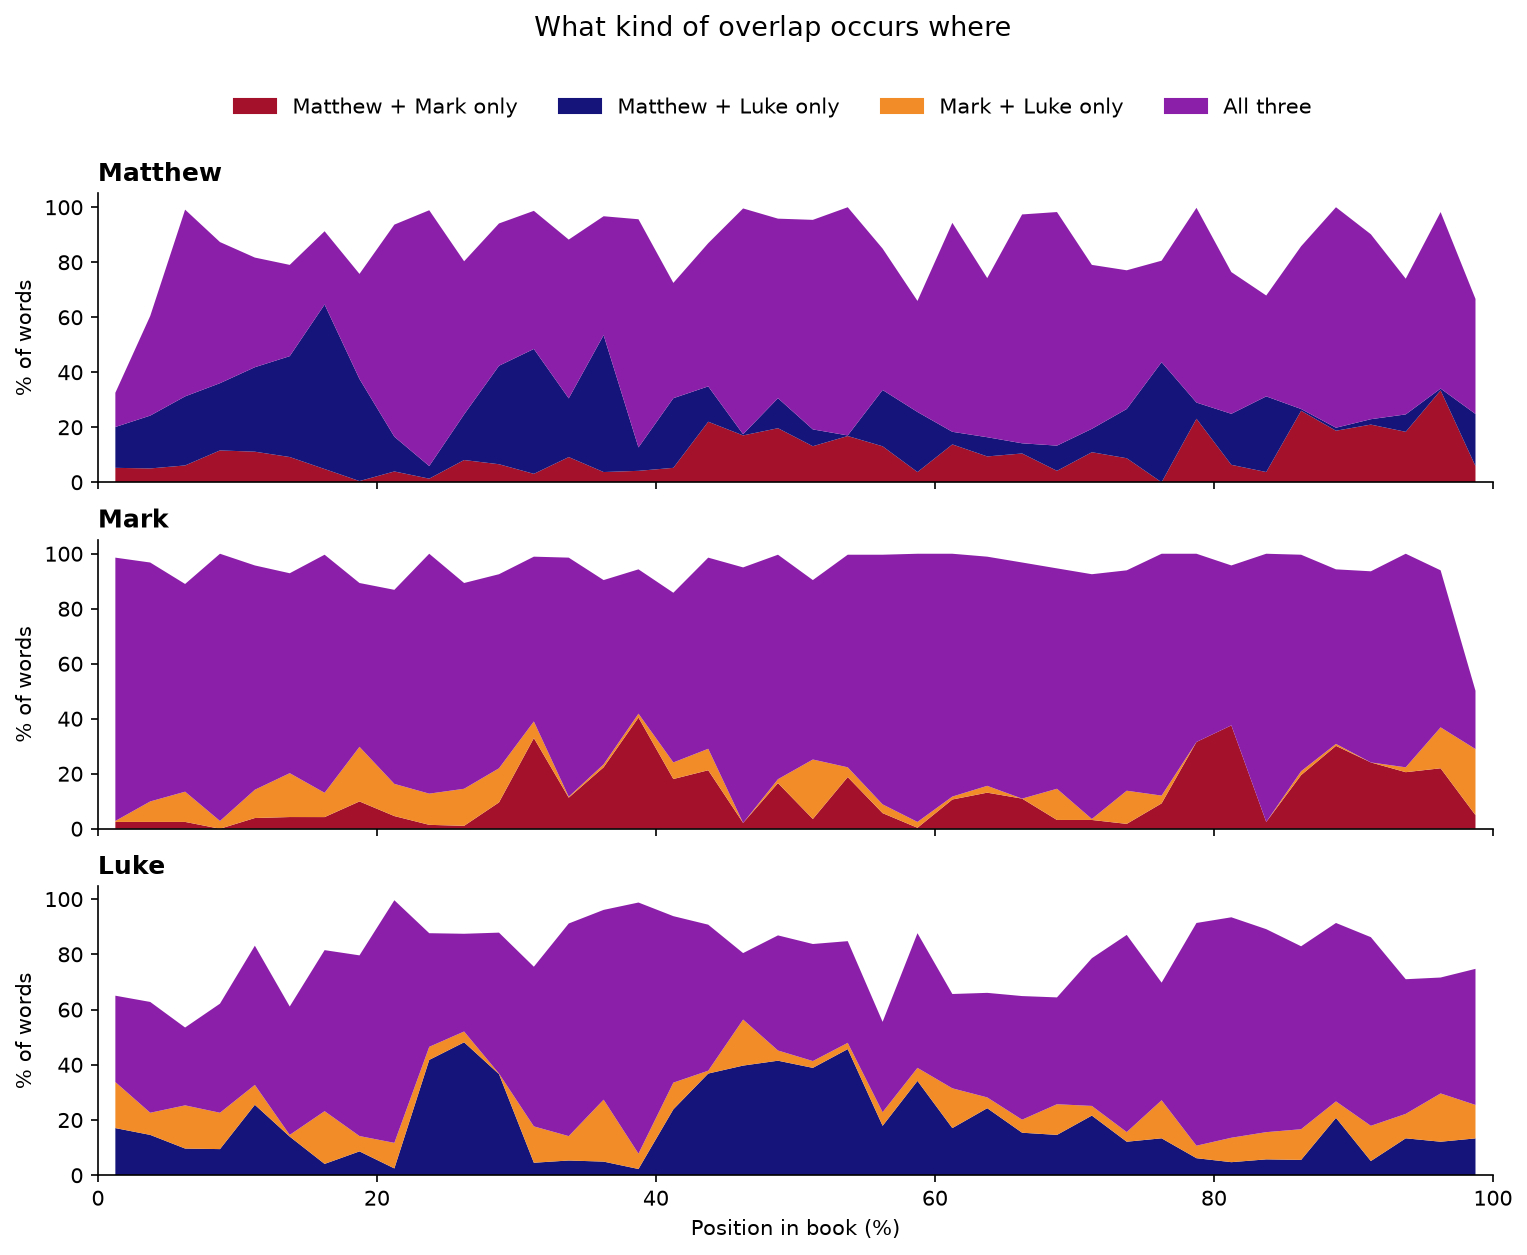 What kind of overlap occurs where
Matthew + Mark only Matthew + Luke only Mark + Luke only All three
Matthew
100
80
60
40
20
0
% of words
Mark
100
80
60
40
20
0
% of words
Luke
100
80
60
40
20
0
% of words
0 20 40 60 80 100
Position in book (%)